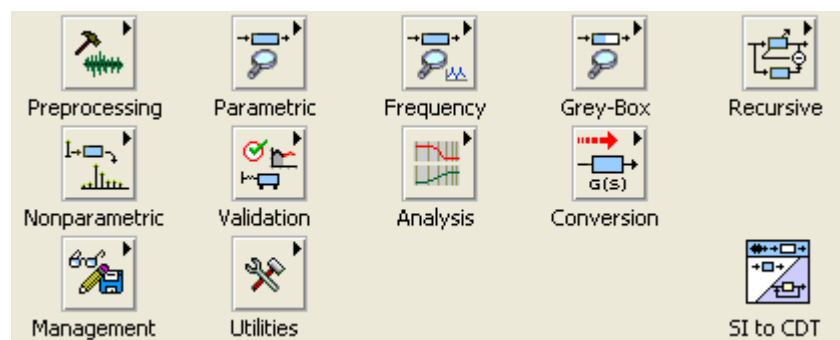 Preprocessing Parametric Frequency Grey-Box Recursive
G(s)
Nonparametric Validation Analysis Conversion
Management Utilities SI to CDT